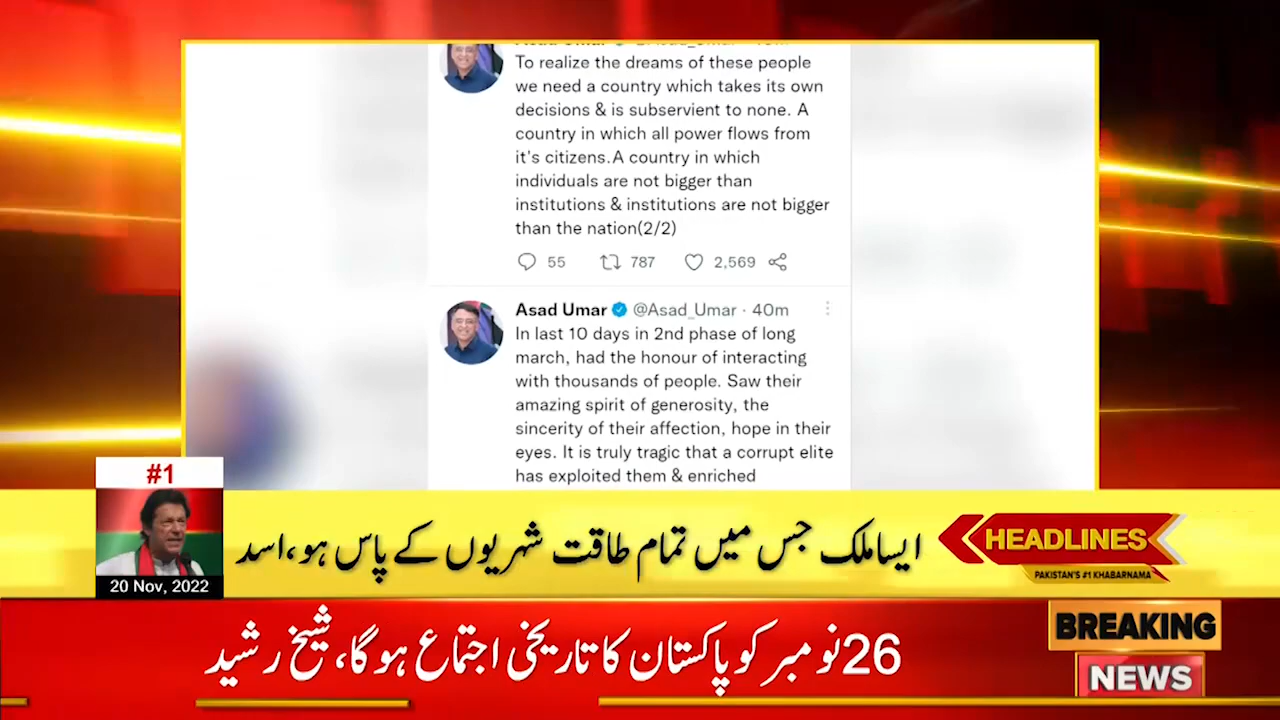 Asad Umar
To realize the dreams of these people
we need a country which takes its own
decisions & is subservient to none. A
country in which all power flows from
it's citizens.A country in which
individuals are not bigger than
institutions & institutions are not bigger
than the nation(2/2)
55 787 2,569
Asad Umar @Asad_Umar · 40m
In last 10 days in 2nd phase of long
march, had the honour of interacting
with thousands of people. Saw their
amazing spirit of generosity, the
sincerity of their affection, hope in their
eyes. It is truly tragic that a corrupt elite
has exploited them & enriched
#1
20 Nov, 2022
ایسا ملک جس میں تمام طاقت شہریوں کے پاس ہو، اسد
HEADLINES
PAKISTAN'S #1 KHABARNAMA
26 نومبر کو پاکستان کا تاریخی اجتماع ہو گا، شیخ رشید
BREAKING
NEWS